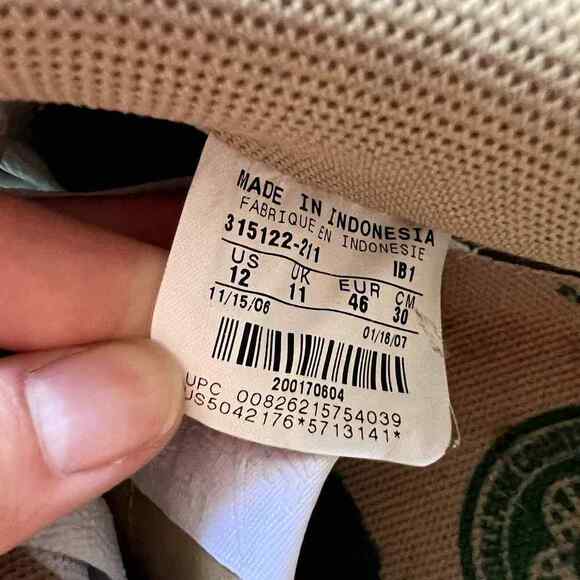 MADE IN INDONESIA
FABRIQUE EN INDONESIE
315122-211 IB1
US UK EUR CM
12 11 46 30
11/15/06 01/18/07
200170604
UPC 00826215754039
US5042176*5713141*